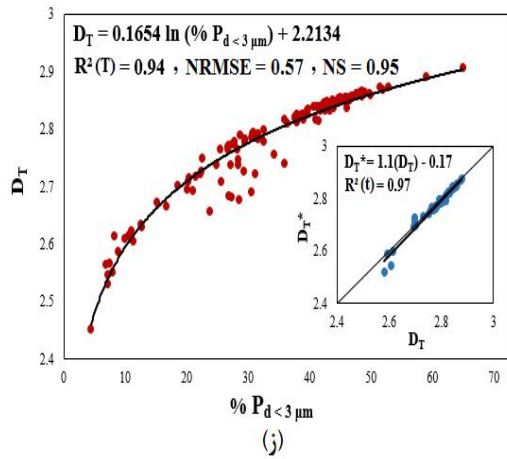 D_T = 0.1654 ln (% P_d < 3 µm) + 2.2134
R² (T) = 0.94 , NRMSE = 0.57 , NS = 0.95
3
2.9
2.8
2.7
2.6
2.5
2.4
D_T
0 10 20 30 40 50 60 70
% P_d < 3 µm
D_T*= 1.1(D_T) - 0.17
R² (t) = 0.97
3
2.8
2.6
2.4
D_T*
2.4 2.6 2.8 3
D_T
(ز)